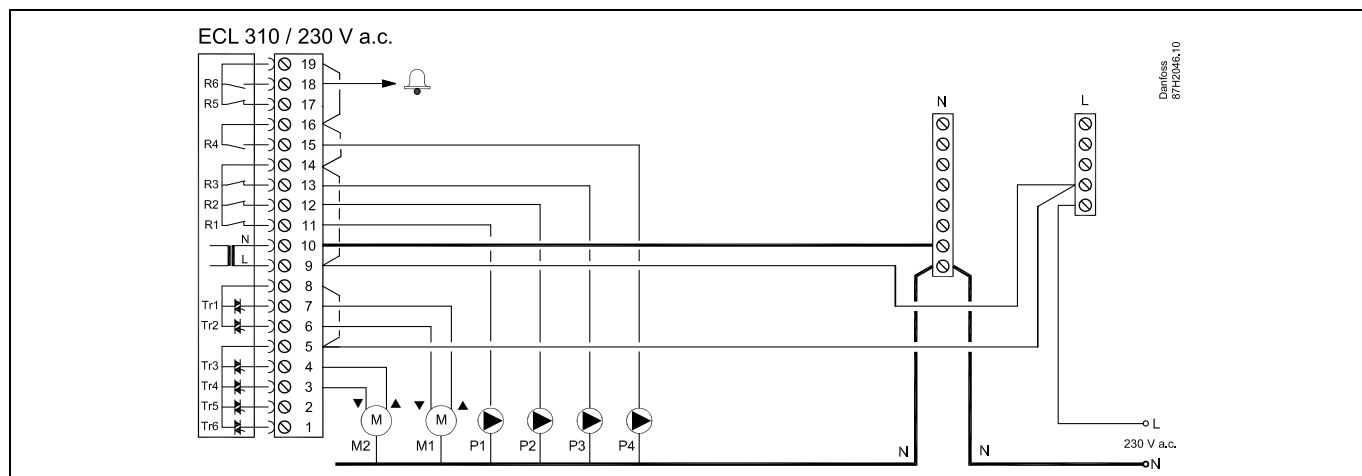 ECL 310 / 230 V a.c.
Danfoss
87H2046.10
19
R6 18
R5 17
16
R4 15
14
R3 13
R2 12
R1 11
N 10
L 9
8
Tr1 7
Tr2 6
5
Tr3 4
Tr4 3
Tr5 2
Tr6 1
N
L
M
M
M2 M1 P1 P2 P3 P4
N N
L
230 V a.c.
N